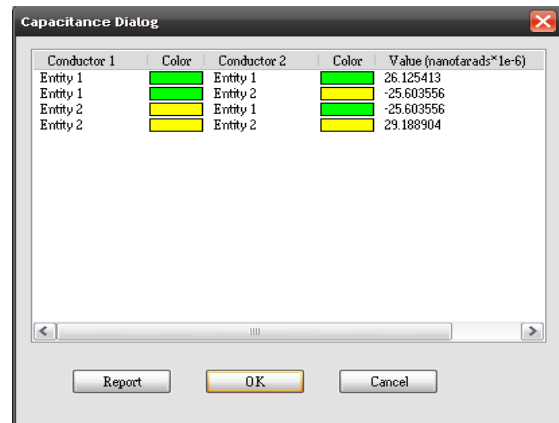 Capacitance Dialog
Conductor 1 Color Conductor 2 Color Value (nanofarads*1e-6)
Entity 1 Entity 1 26.125413
Entity 1 Entity 2 -25.603556
Entity 2 Entity 1 -25.603556
Entity 2 Entity 2 29.188904
Report OK Cancel